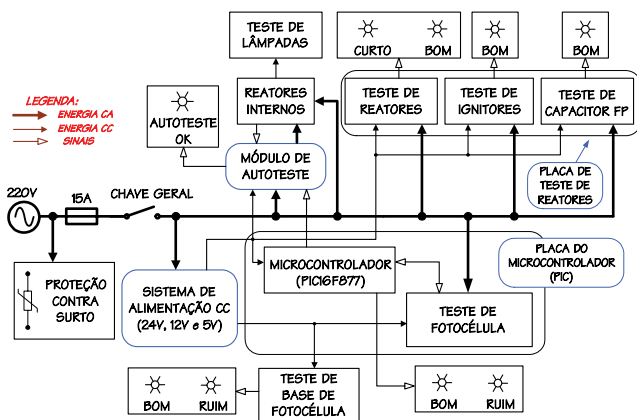 TESTE DE
LÂMPADAS
CURTO BOM
BOM
BOM
LEGENDA:
ENERGIA CA
ENERGIA CC
SINAIS
AUTOTESTE
OK
REATORES
INTERNOS
TESTE DE
REATORES
TESTE DE
IGNITORES
TESTE DE
CAPACITOR FP
MÓDULO DE
AUTOTESTE
PLACA DE
TESTE DE
REATORES
220V
15A
CHAVE GERAL
PROTEÇÃO
CONTRA
SURTO
SISTEMA DE
ALIMENTAÇÃO CC
(24V, 12V e 5V)
MICROCONTROLADOR
(PIC16F877)
PLACA DO
MICROCONTROLADOR
(PIC)
TESTE DE
FOTOCÉLULA
BOM RUIM
TESTE DE
BASE DE
FOTOCÉLULA
BOM RUIM